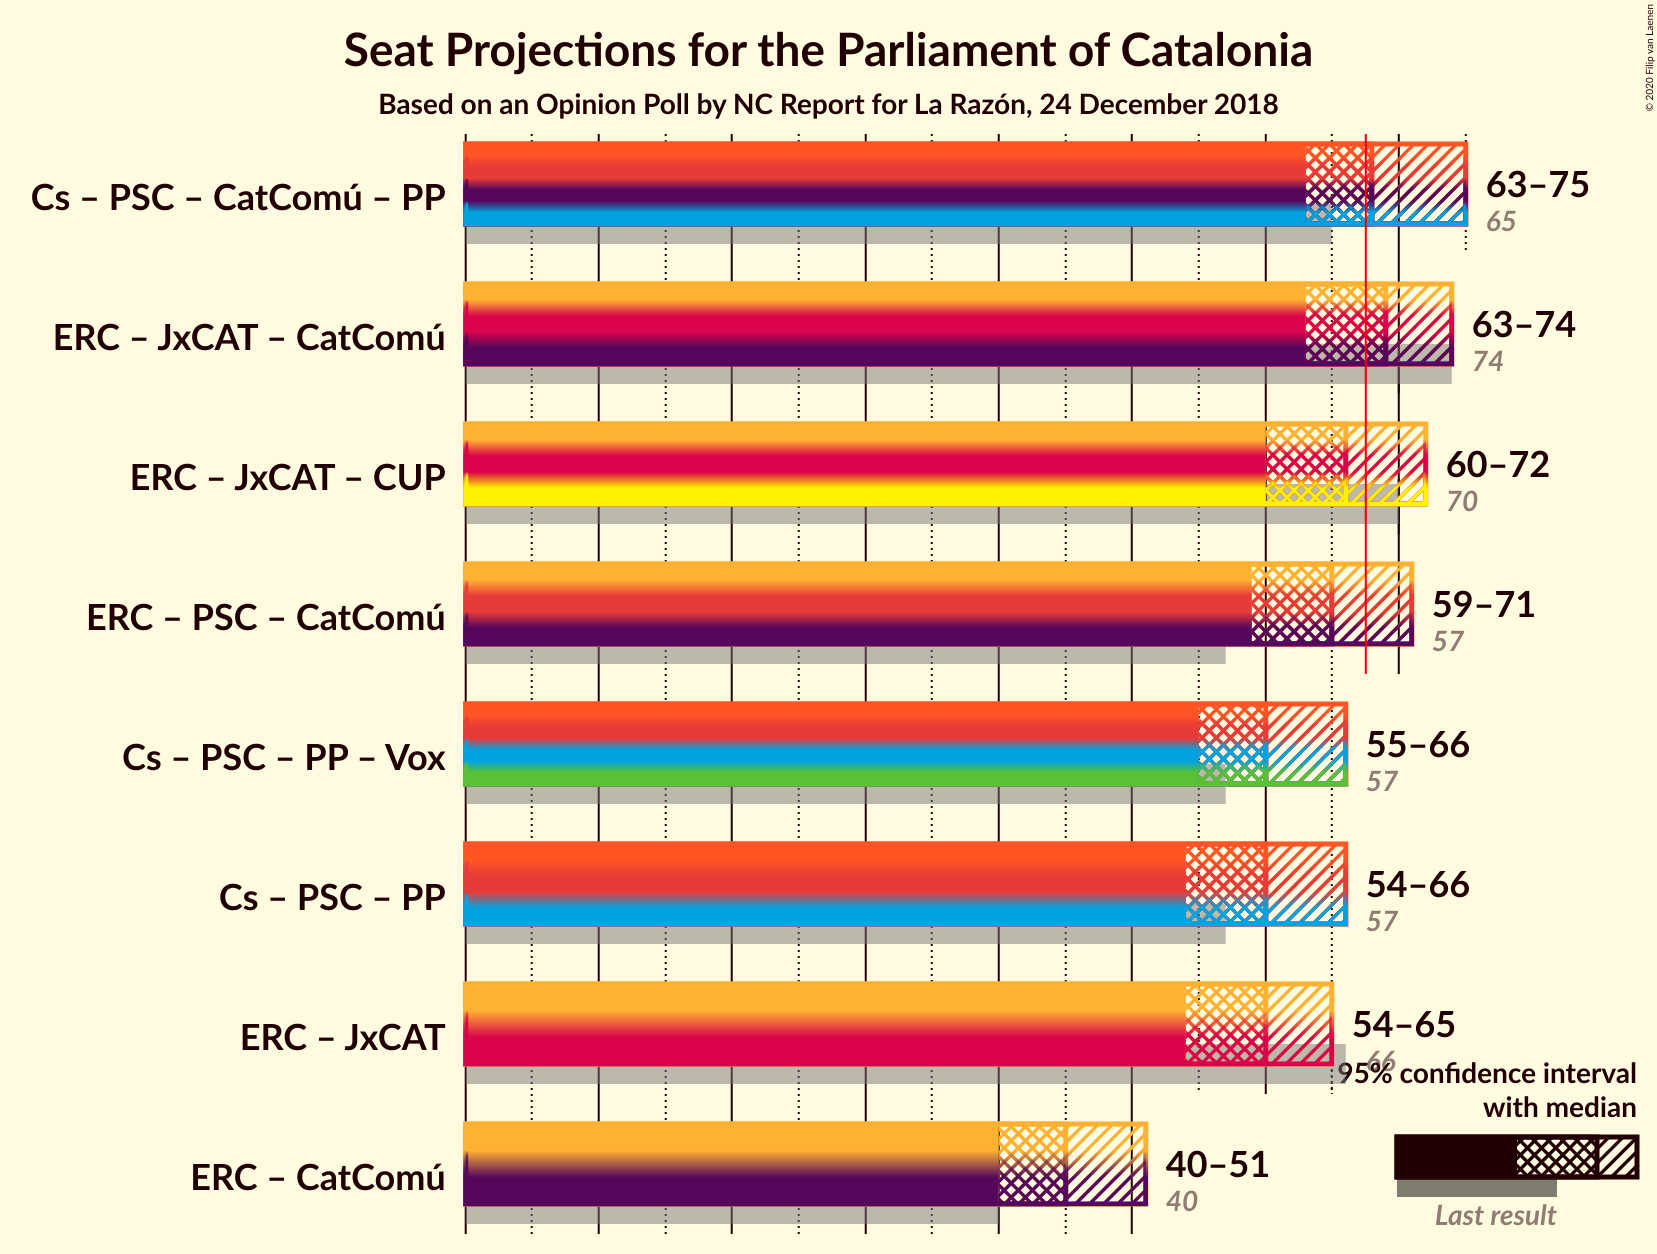 Seat Projections for the Parliament of Catalonia
Based on an Opinion Poll by NC Report for La Razón, 24 December 2018
© 2020 Filip van Laenen
Cs – PSC – CatComú – PP
63–75
65
ERC – JxCAT – CatComú
63–74
74
ERC – JxCAT – CUP
60–72
70
ERC – PSC – CatComú
59–71
57
Cs – PSC – PP – Vox
55–66
57
Cs – PSC – PP
54–66
57
ERC – JxCAT
54–65
66
95% confidence interval
with median
ERC – CatComú
40–51
40
Last result